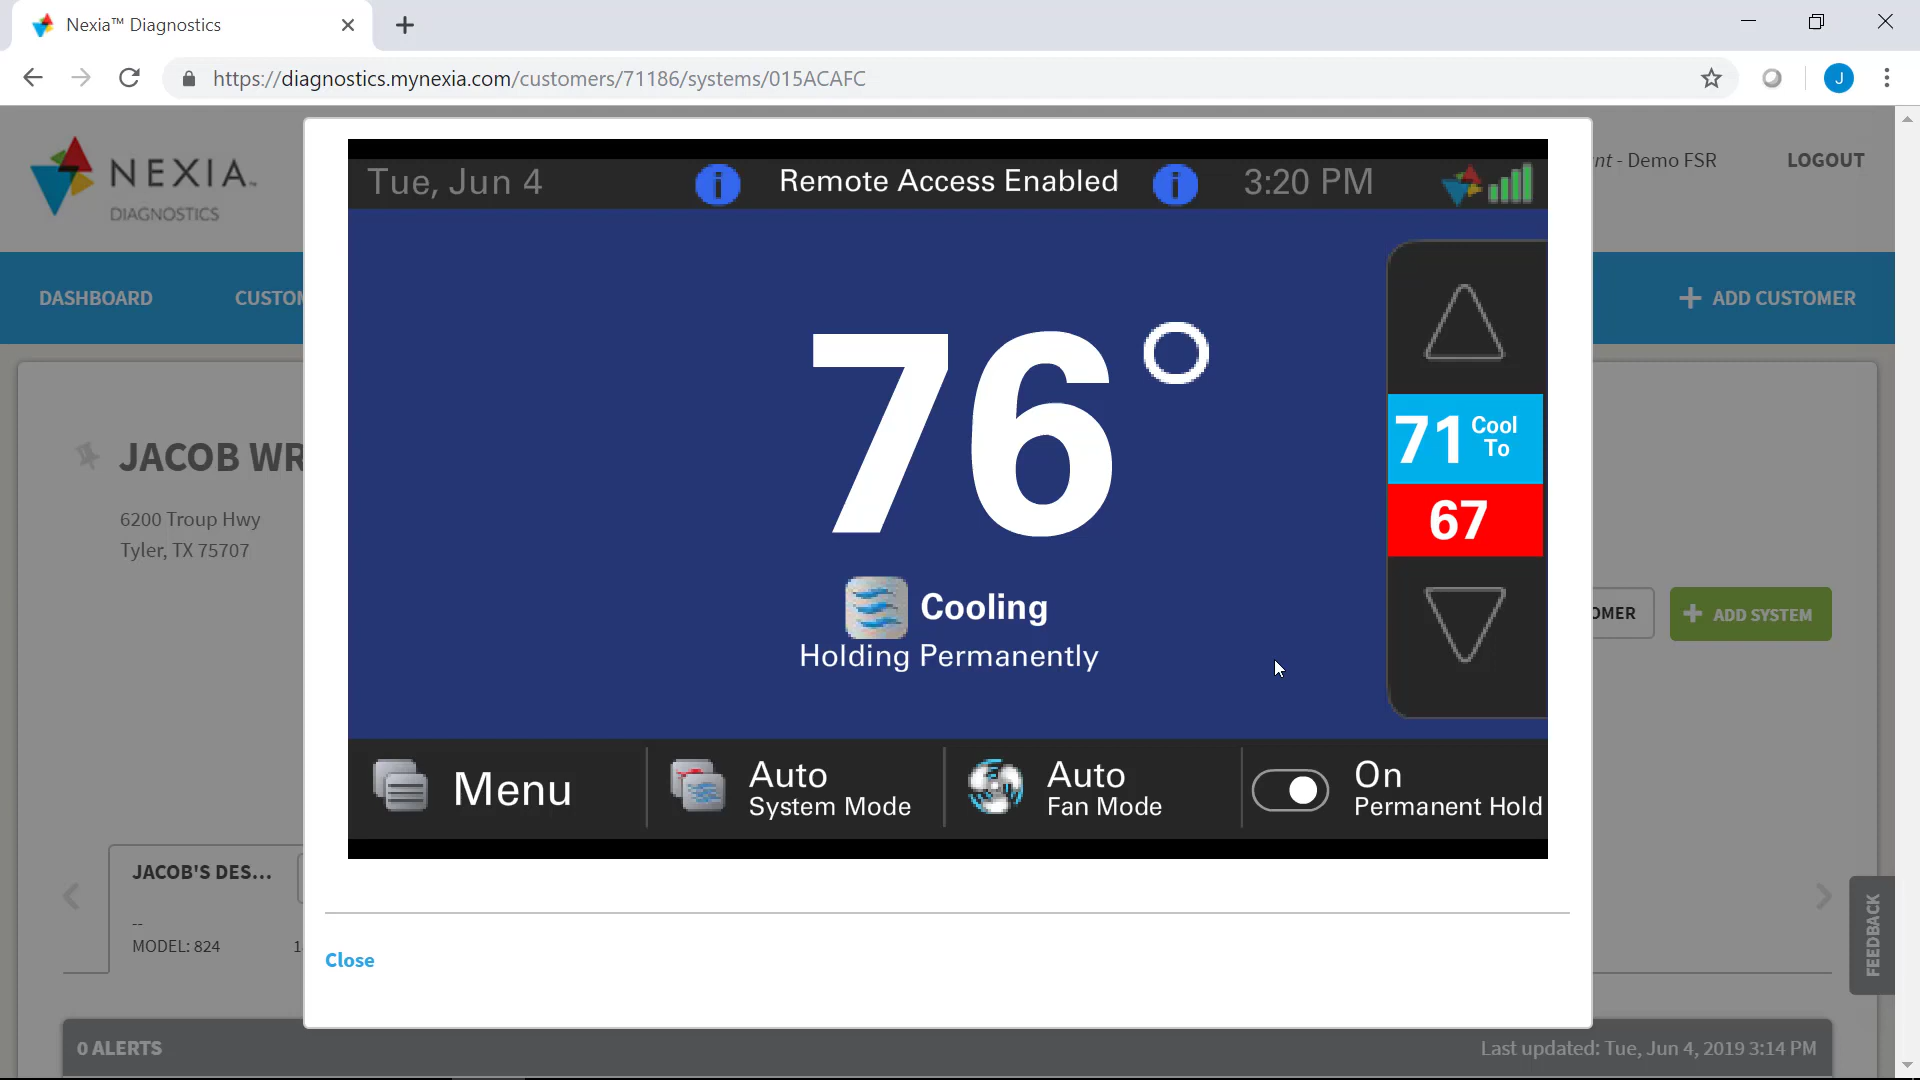 Nexia™ Diagnostics
https://diagnostics.mynexia.com/customers/71186/systems/015ACAFC
J
NEXIA™
DIAGNOSTICS
nt - Demo FSR
LOGOUT
DASHBOARD
CUSTOM
ADD CUSTOMER
Tue, Jun 4
Remote Access Enabled
3:20 PM
76°
71 Cool To
67
Cooling
Holding Permanently
Menu
Auto
System Mode
Auto
Fan Mode
On
Permanent Hold
JACOB WR
6200 Troup Hwy
Tyler, TX 75707
OMER
ADD SYSTEM
JACOB'S DES...
--
MODEL: 824
1
FEEDBACK
Close
0 ALERTS
Last updated: Tue, Jun 4, 2019 3:14 PM